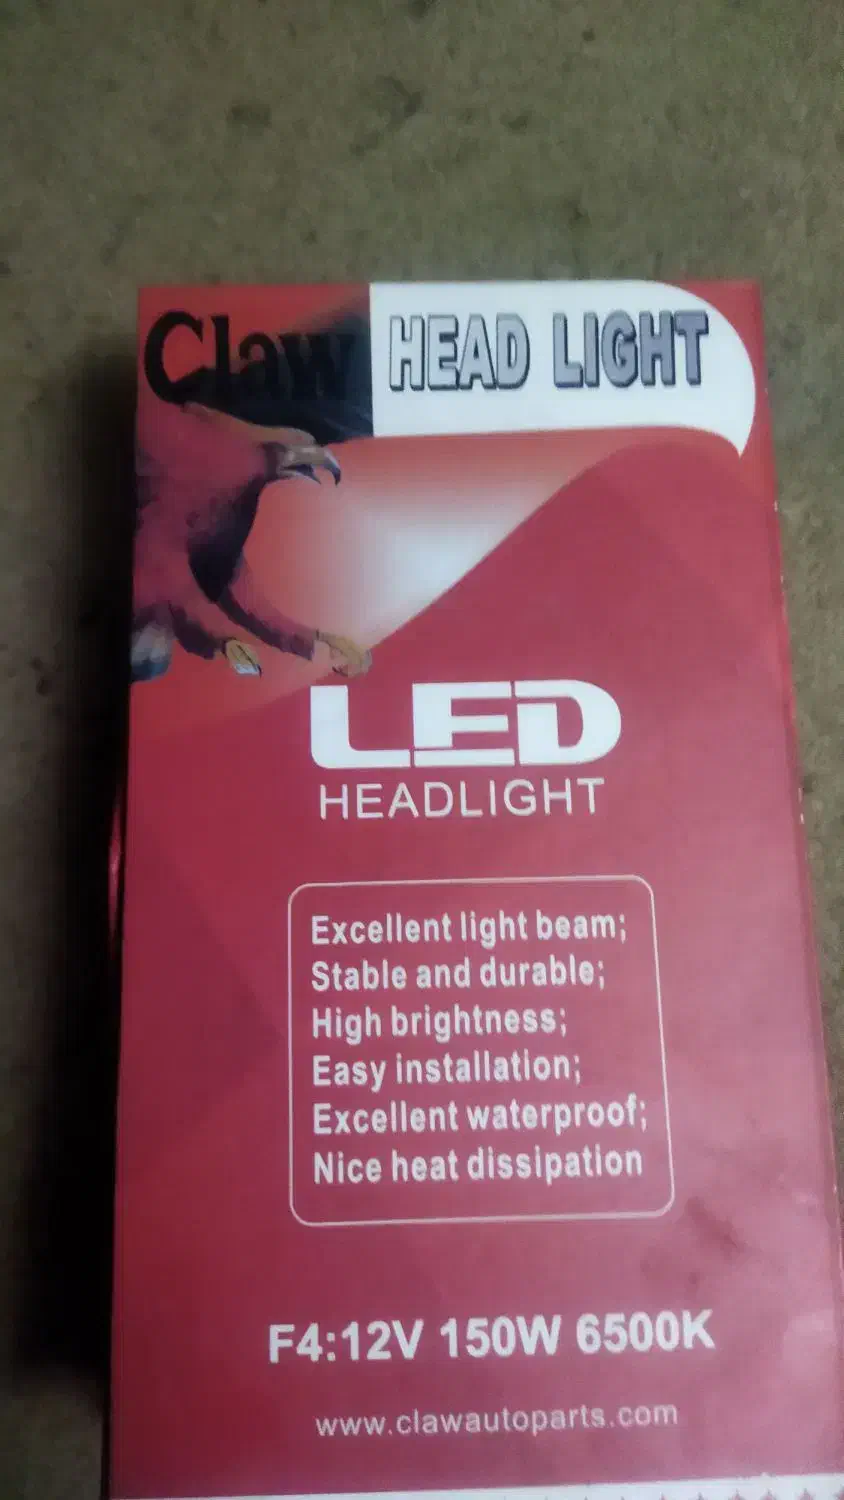 Claw HEAD LIGHT
LED
HEADLIGHT
Excellent light beam;
Stable and durable;
High brightness;
Easy installation;
Excellent waterproof;
Nice heat dissipation
F4:12V 150W 6500K
www.clawautoparts.com